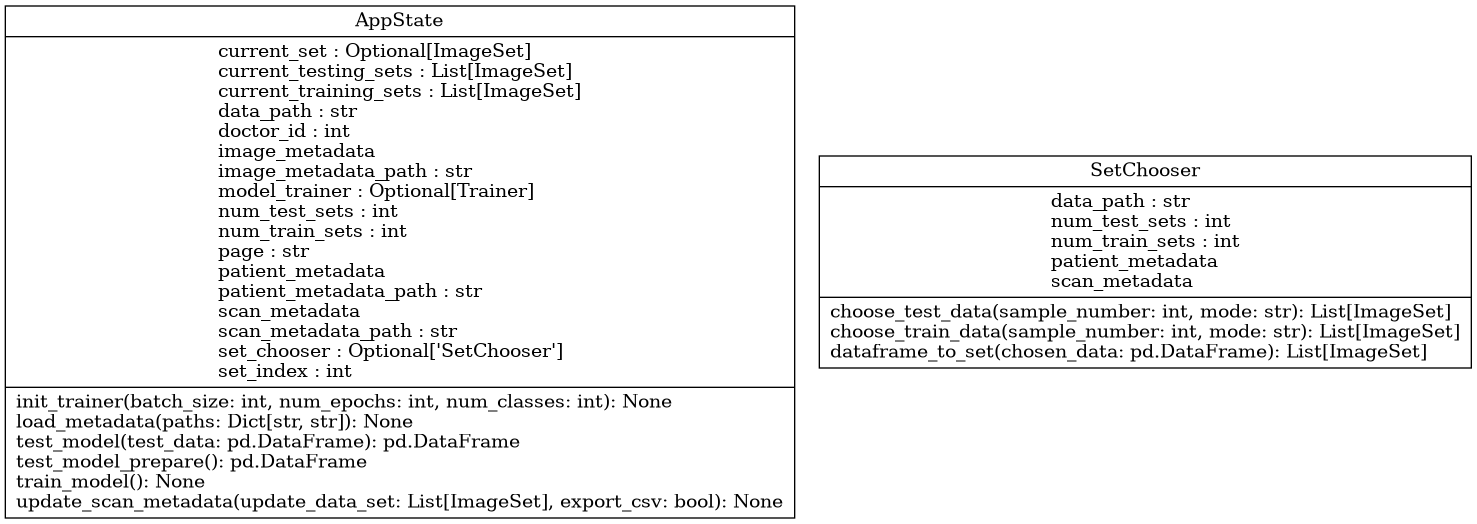 AppState
current_set : Optional[ImageSet]
current_testing_sets : List[ImageSet]
current_training_sets : List[ImageSet]
data_path : str
doctor_id : int
image_metadata
image_metadata_path : str
model_trainer : Optional[Trainer]
num_test_sets : int
num_train_sets : int
page : str
patient_metadata
patient_metadata_path : str
scan_metadata
scan_metadata_path : str
set_chooser : Optional['SetChooser']
set_index : int
init_trainer(batch_size: int, num_epochs: int, num_classes: int): None
load_metadata(paths: Dict[str, str]): None
test_model(test_data: pd.DataFrame): pd.DataFrame
test_model_prepare(): pd.DataFrame
train_model(): None
update_scan_metadata(update_data_set: List[ImageSet], export_csv: bool): None
SetChooser
data_path : str
num_test_sets : int
num_train_sets : int
patient_metadata
scan_metadata
choose_test_data(sample_number: int, mode: str): List[ImageSet]
choose_train_data(sample_number: int, mode: str): List[ImageSet]
dataframe_to_set(chosen_data: pd.DataFrame): List[ImageSet]